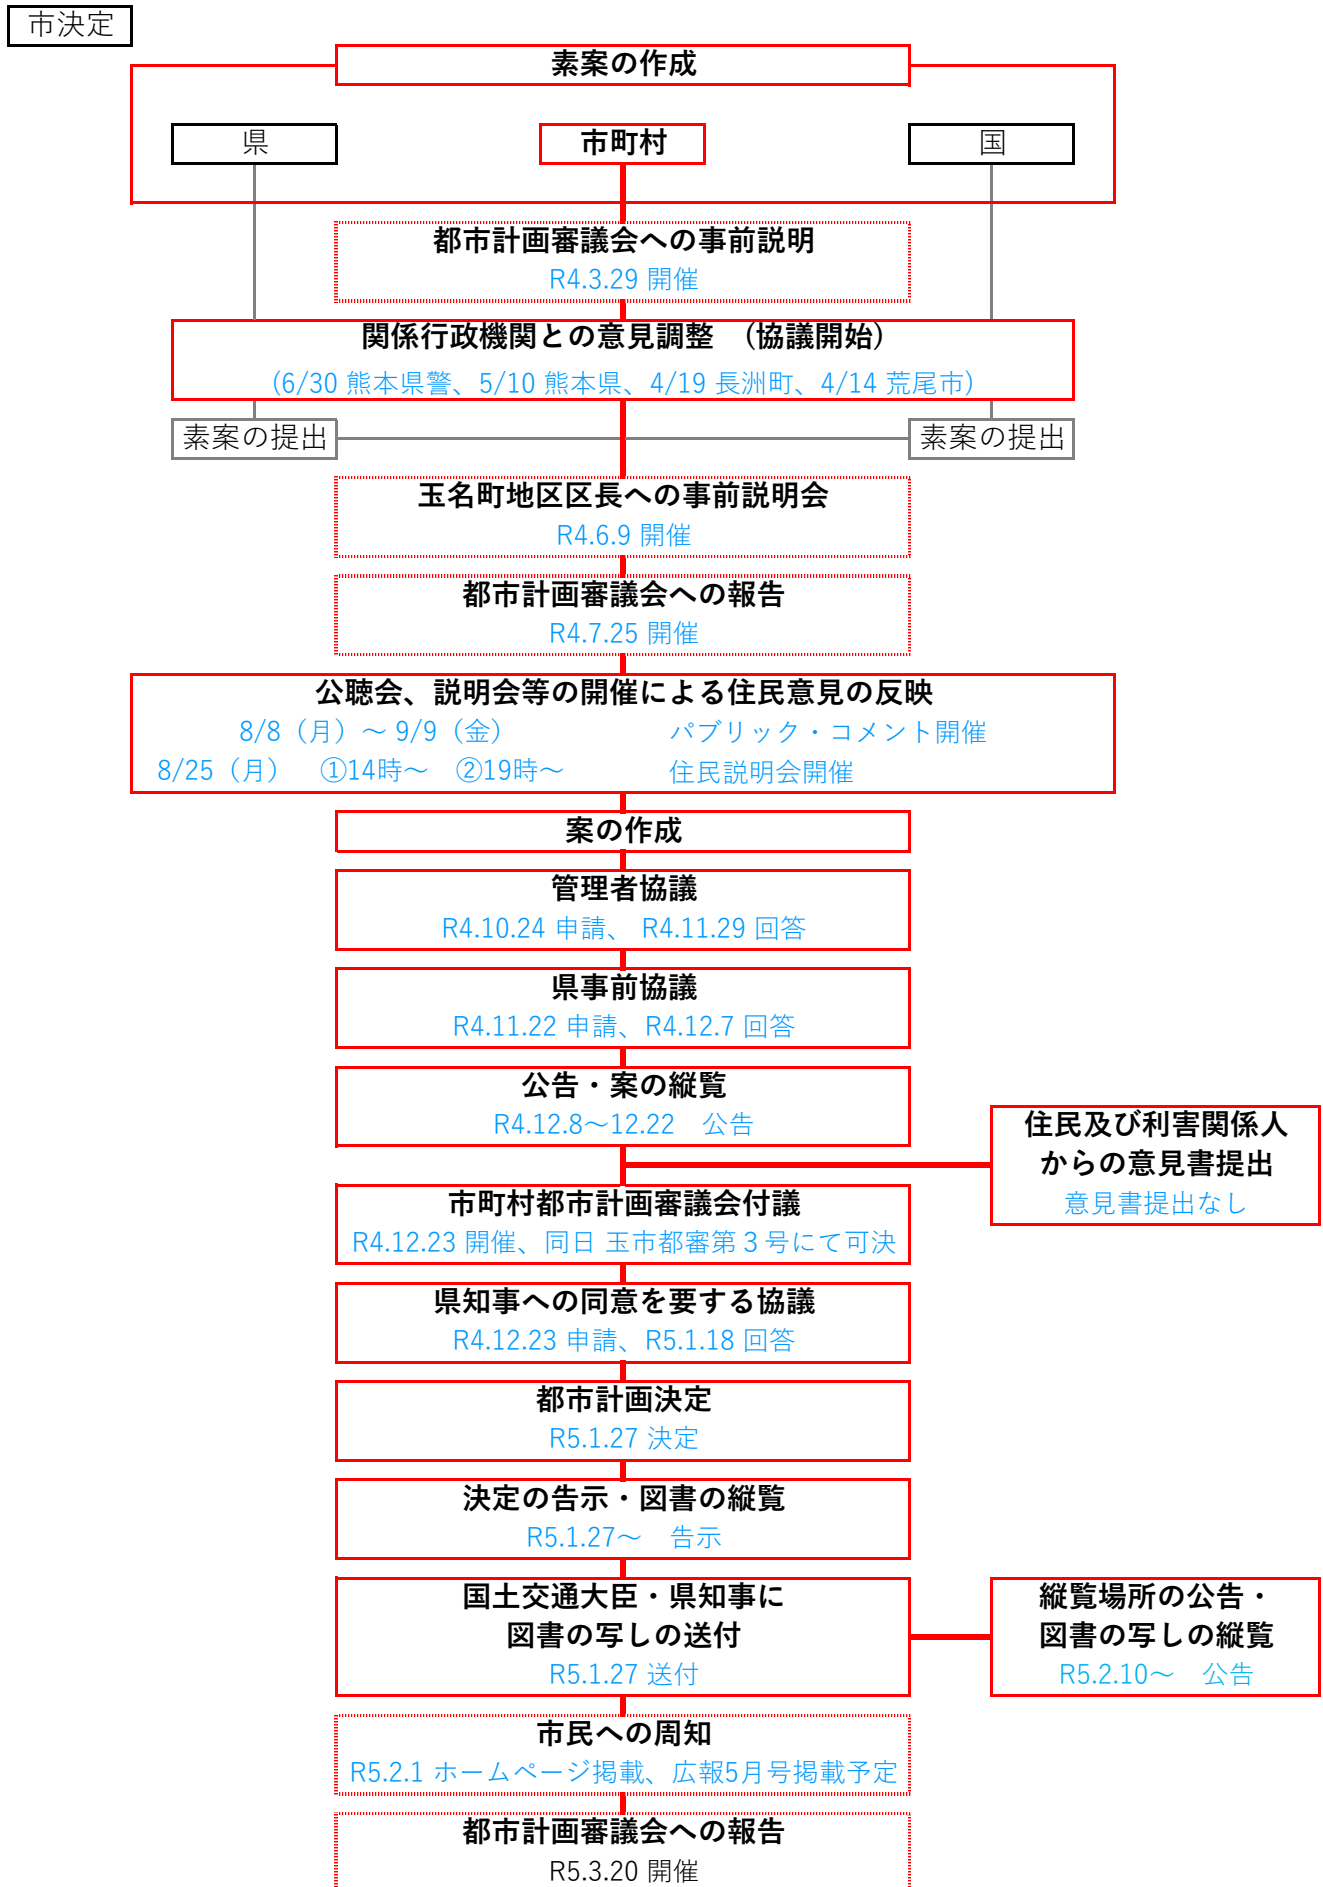 市決定
素案の作成
県
市町村
国
都市計画審議会への事前説明
R4.3.29 開催
関係行政機関との意見調整　(協議開始)
(6/30 熊本県警、5/10 熊本県、4/19 長洲町、4/14 荒尾市)
素案の提出
素案の提出
玉名町地区区長への事前説明会
R4.6.9 開催
都市計画審議会への報告
R4.7.25 開催
公聴会、説明会等の開催による住民意見の反映
8/8（月）～ 9/9（金）　パブリック・コメント開催
8/25（月）　①14時～　②19時～　住民説明会開催
案の作成
管理者協議
R4.10.24 申請、 R4.11.29 回答
県事前協議
R4.11.22 申請、R4.12.7 回答
公告・案の縦覧
R4.12.8～12.22　公告
住民及び利害関係人
からの意見書提出
意見書提出なし
市町村都市計画審議会付議
R4.12.23 開催、同日 玉市都審第３号にて可決
県知事への同意を要する協議
R4.12.23 申請、R5.1.18 回答
都市計画決定
R5.1.27 決定
決定の告示・図書の縦覧
R5.1.27～　告示
国土交通大臣・県知事に
図書の写しの送付
R5.1.27 送付
縦覧場所の公告・
図書の写しの縦覧
R5.2.10～　公告
市民への周知
R5.2.1 ホームページ掲載、広報5月号掲載予定
都市計画審議会への報告
R5.3.20 開催